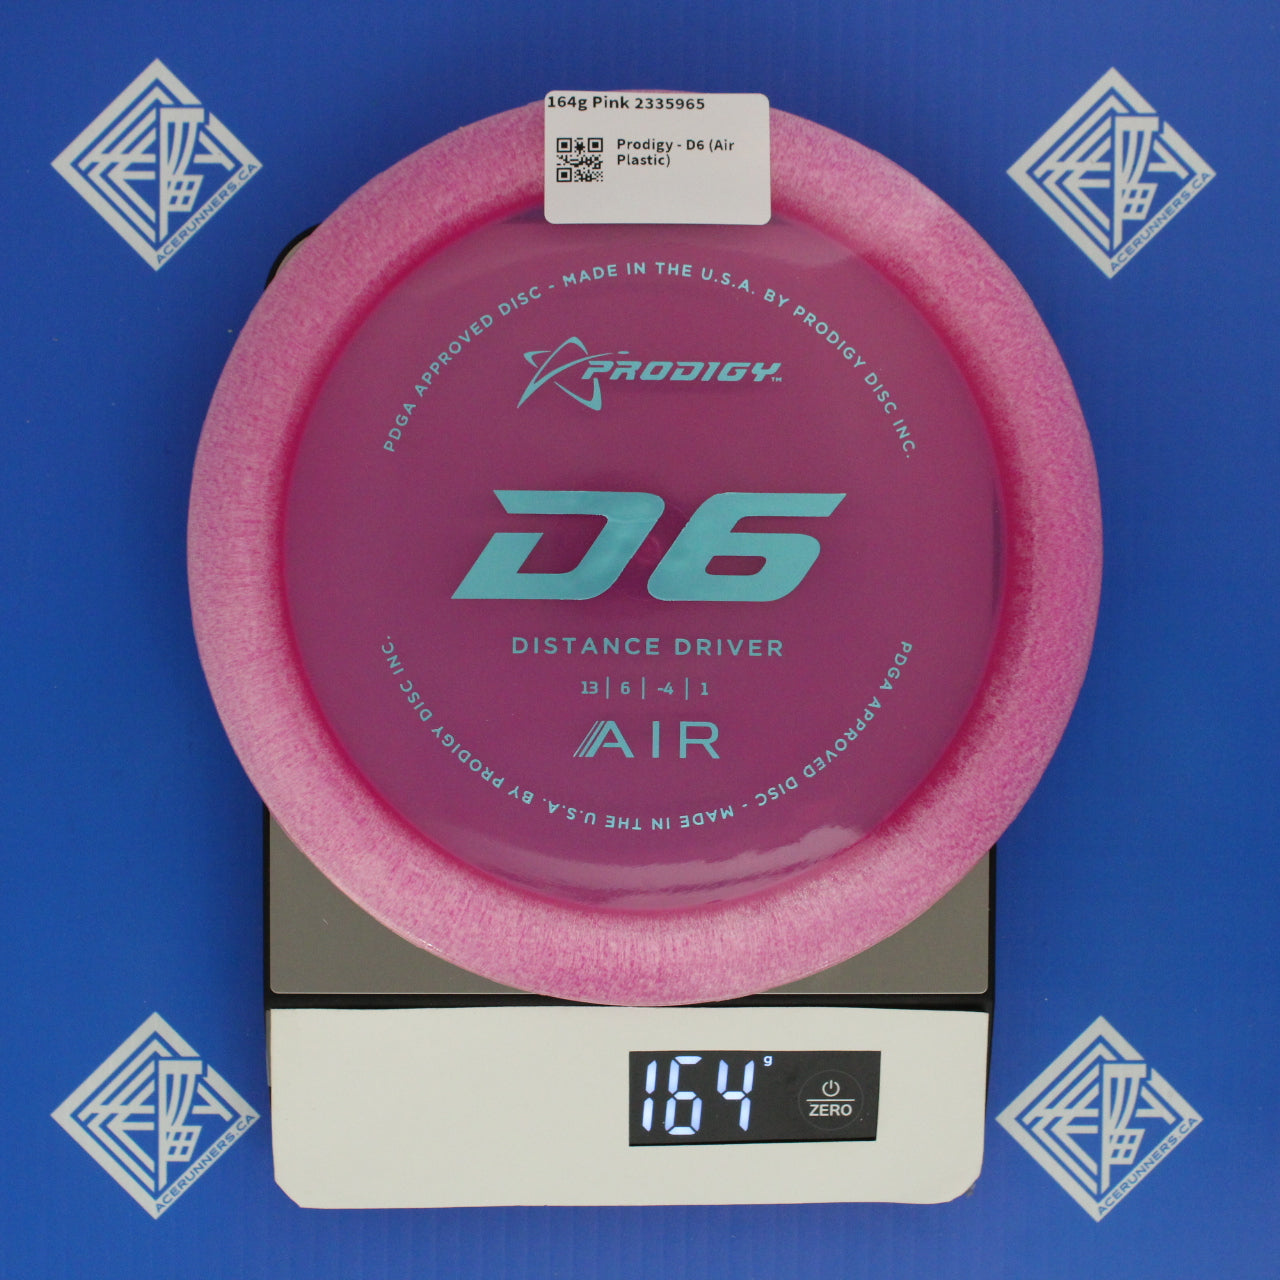 164g Pink 2335965
Prodigy - D6 (Air
Plastic)
PDGA APPROVED DISC - MADE IN THE U.S.A. BY PRODIGY DISC INC.
PRODIGY™
D6
DISTANCE DRIVER
13 | 6 | -4 | 1
AIR
PDGA APPROVED DISC - MADE IN THE U.S.A. BY PRODIGY DISC INC.
164 g
ZERO
ACERUNNERS.CA
ACERUNNERS.CA
ACERUNNERS.CA
ACERUNNERS.CA